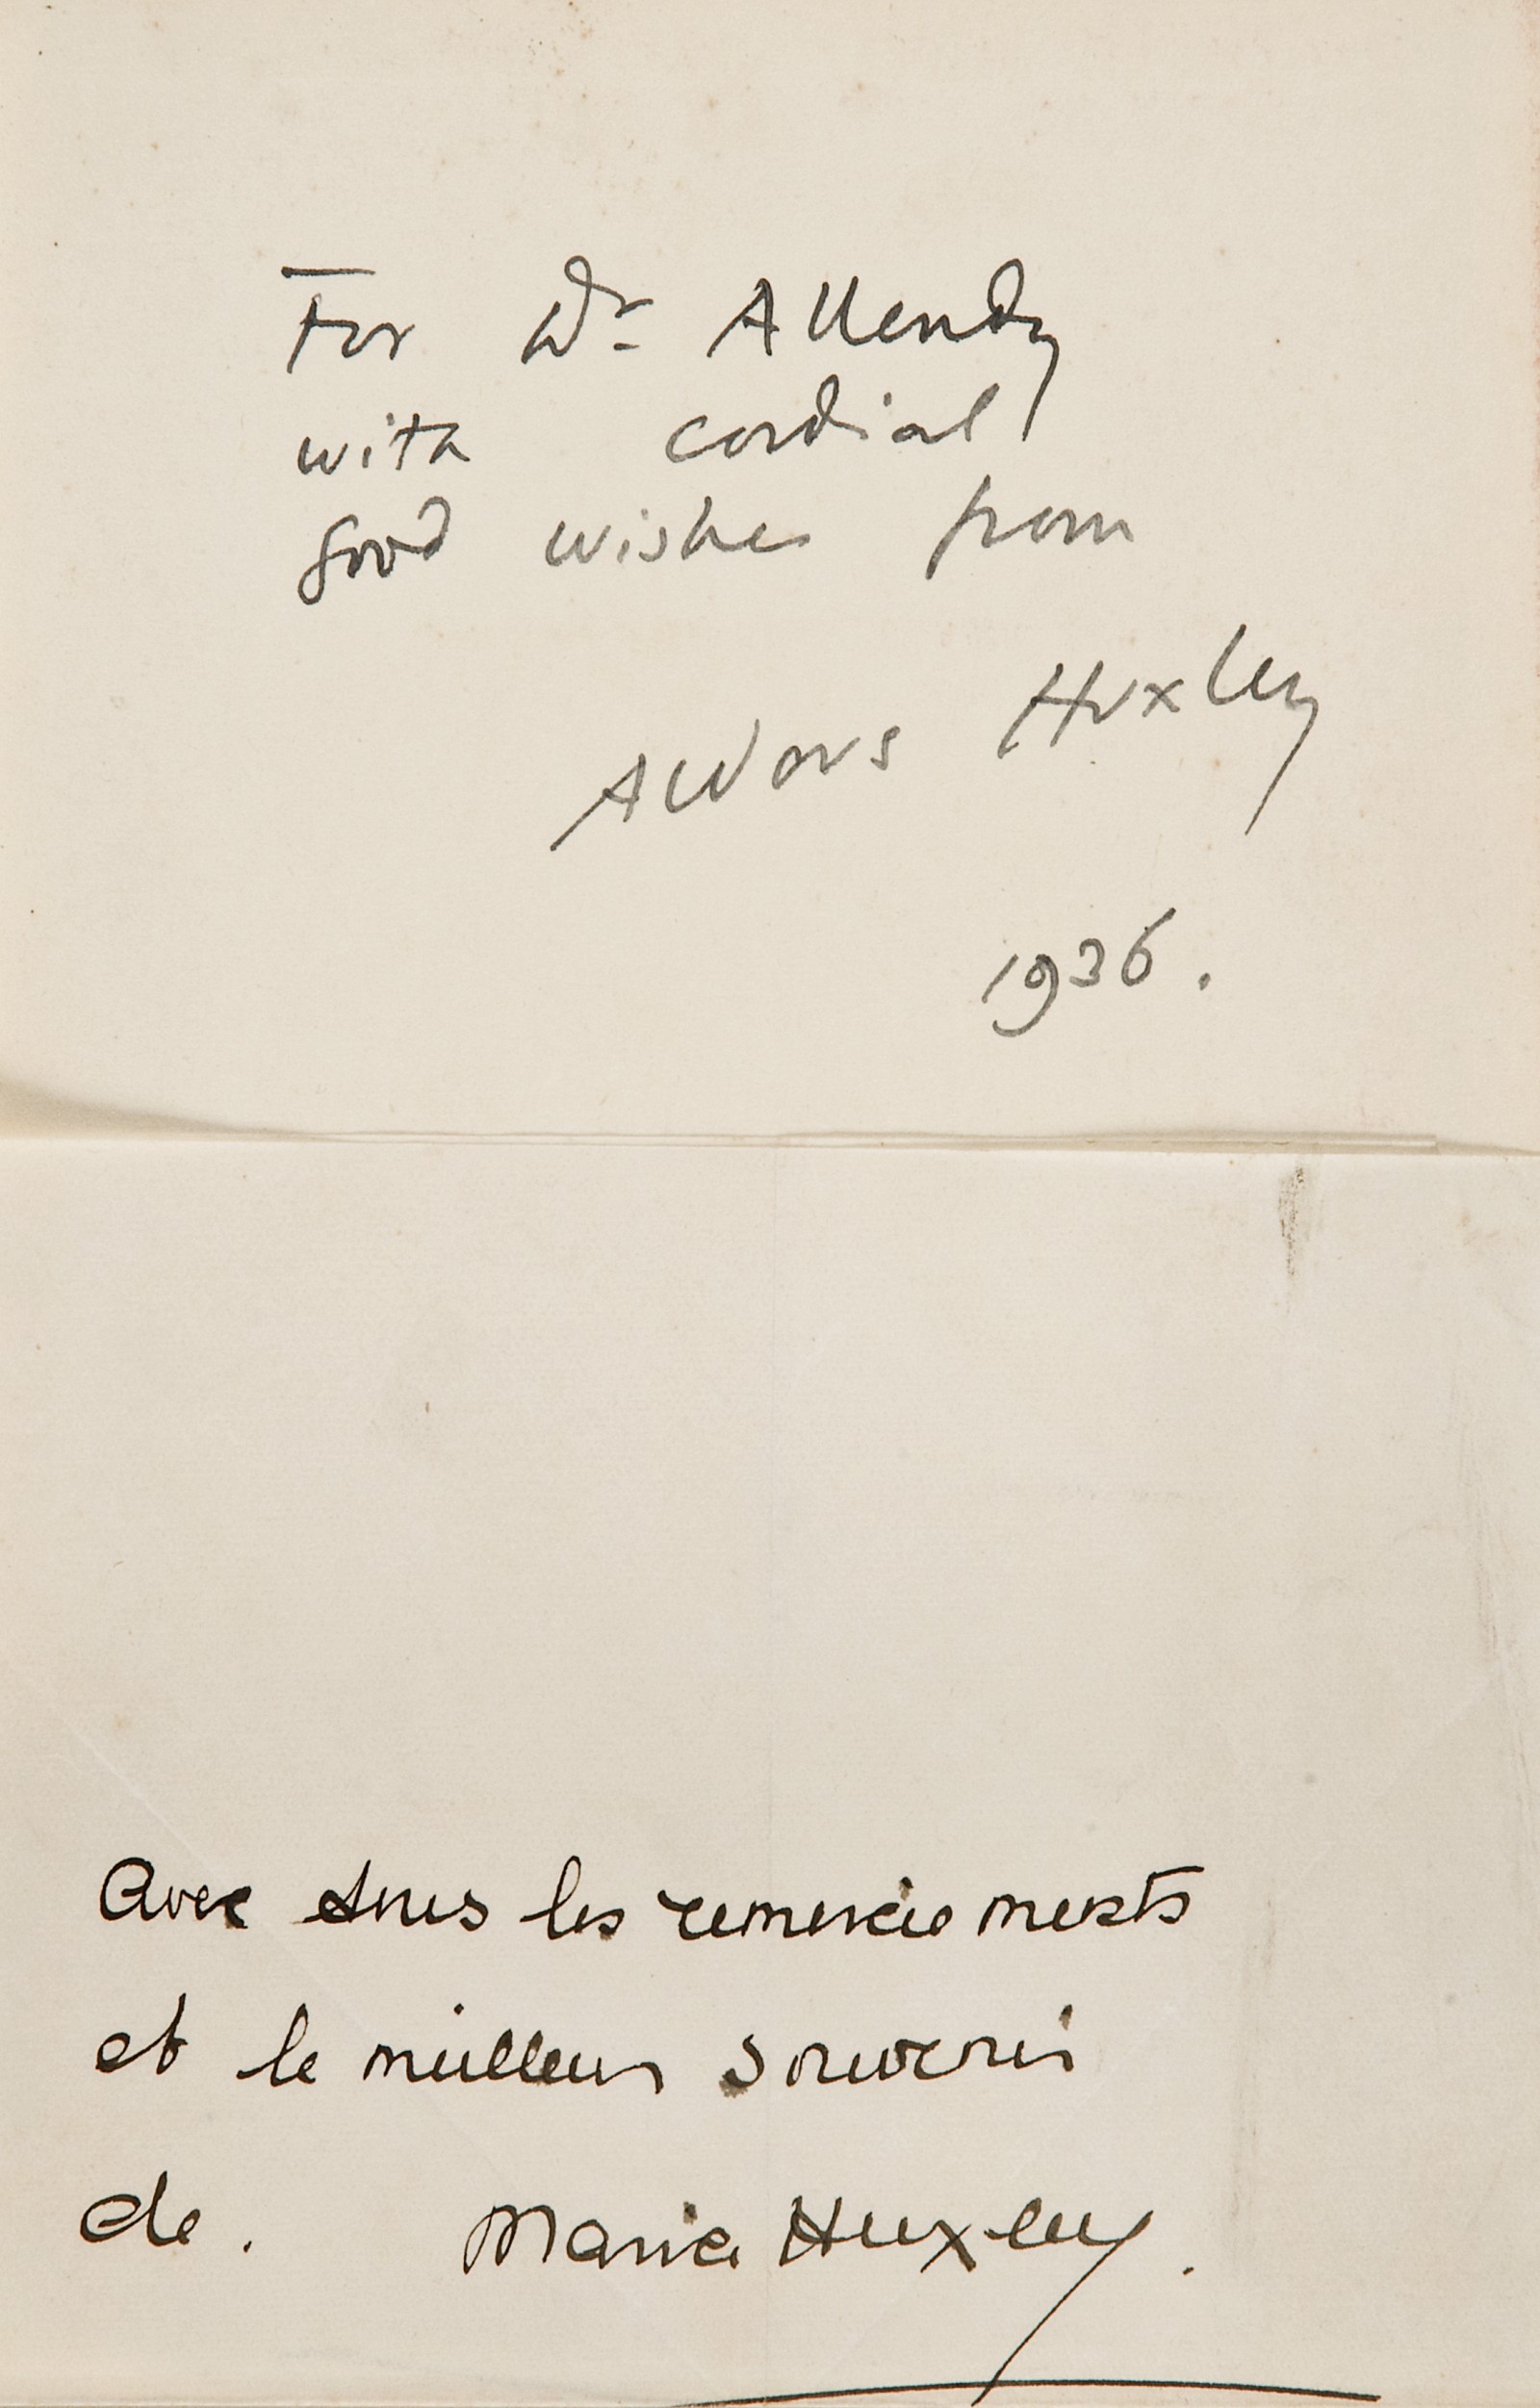 For Dr Allendy
with cordial
good wishes from
Aldous Huxley
1936.
Avec tous les remerciements
et le meilleur souvenir
de. Maria Huxley.